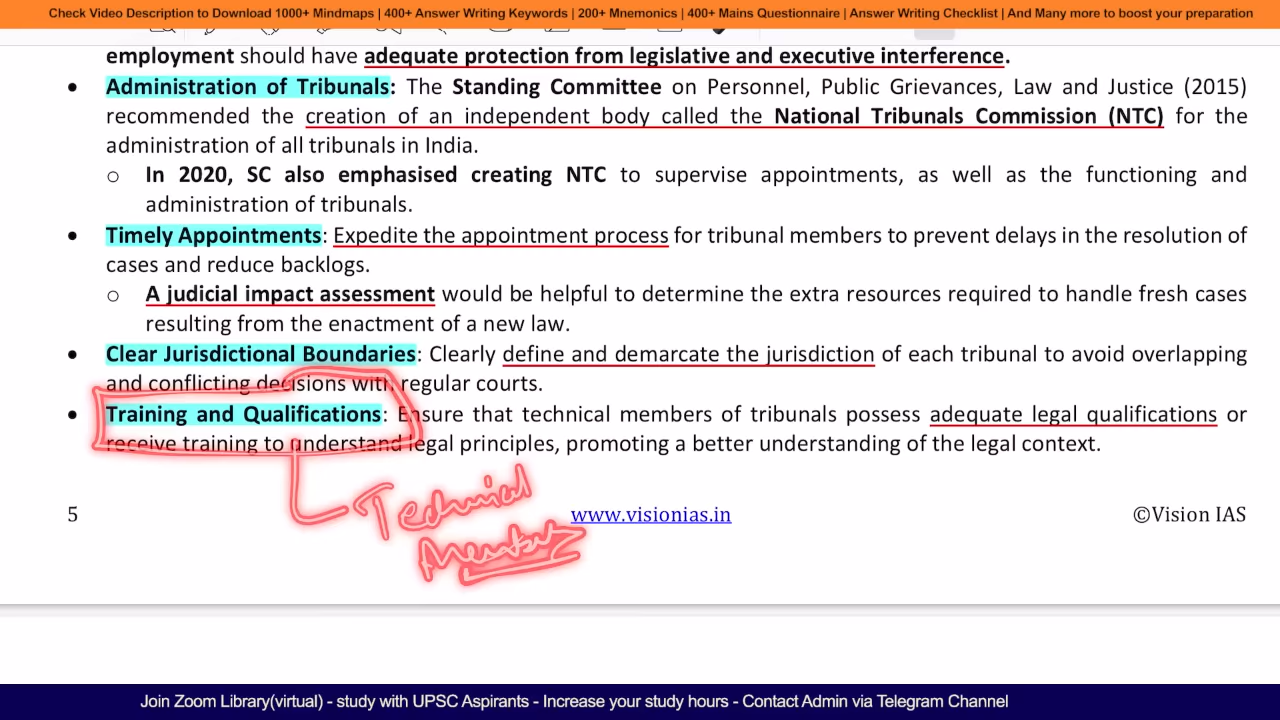 Check Video Description to Download 1000+ Mindmaps | 400+ Answer Writing Keywords | 200+ Mnemonics | 400+ Mains Questionnaire | Answer Writing Checklist | And Many more to boost your preparation
employment should have adequate protection from legislative and executive interference.
• Administration of Tribunals: The Standing Committee on Personnel, Public Grievances, Law and Justice (2015)
recommended the creation of an independent body called the National Tribunals Commission (NTC) for the
administration of all tribunals in India.
o In 2020, SC also emphasised creating NTC to supervise appointments, as well as the functioning and
administration of tribunals.
• Timely Appointments: Expedite the appointment process for tribunal members to prevent delays in the resolution of
cases and reduce backlogs.
o A judicial impact assessment would be helpful to determine the extra resources required to handle fresh cases
resulting from the enactment of a new law.
• Clear Jurisdictional Boundaries: Clearly define and demarcate the jurisdiction of each tribunal to avoid overlapping
and conflicting decisions with regular courts.
• Training and Qualifications: Ensure that technical members of tribunals possess adequate legal qualifications or
receive training to understand legal principles, promoting a better understanding of the legal context.
Technical
Members
5 www.visionias.in ©Vision IAS
Join Zoom Library(virtual) - study with UPSC Aspirants - Increase your study hours - Contact Admin via Telegram Channel